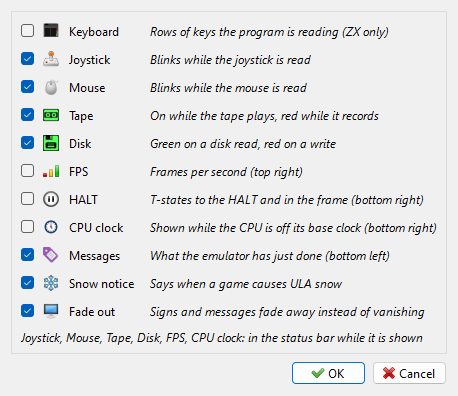 Keyboard Rows of keys the program is reading (ZX only)
Joystick Blinks while the joystick is read
Mouse Blinks while the mouse is read
Tape On while the tape plays, red while it records
Disk Green on a disk read, red on a write
FPS Frames per second (top right)
HALT T-states to the HALT and in the frame (bottom right)
CPU clock Shown while the CPU is off its base clock (bottom right)
Messages What the emulator has just done (bottom left)
Snow notice Says when a game causes ULA snow
Fade out Signs and messages fade away instead of vanishing
Joystick, Mouse, Tape, Disk, FPS, CPU clock: in the status bar while it is shown
OK Cancel